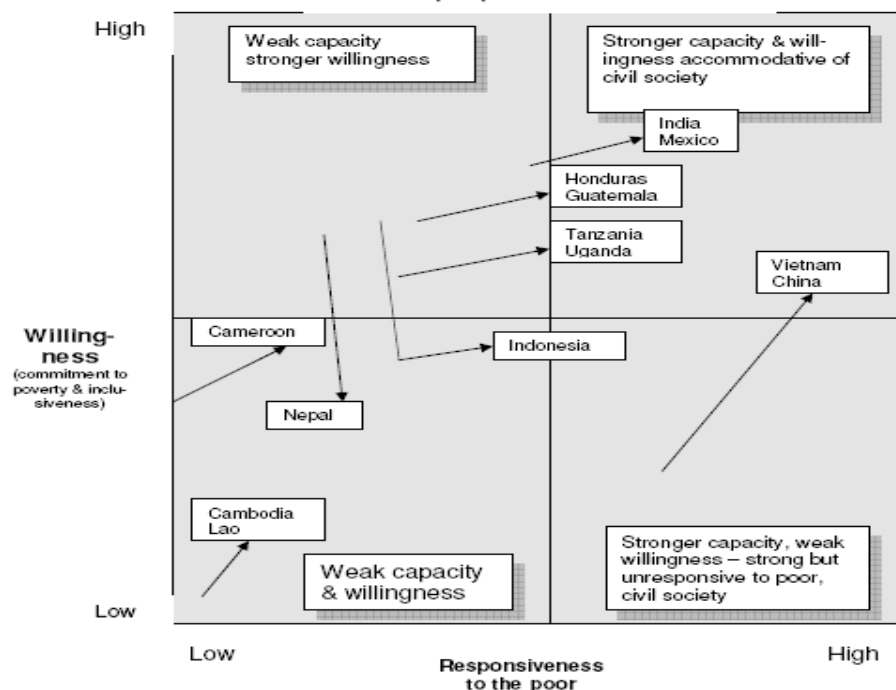 High
Weak capacity
stronger willingness
Stronger capacity & will-
ingness accommodative of
civil society
India
Mexico
Honduras
Guatemala
Tanzania
Uganda
Vietnam
China
Willing-
ness
(commitment to
poverty & inclu-
siveness)
Cameroon
Indonesia
Nepal
Cambodia
Lao
Weak capacity
& willingness
Stronger capacity, weak
willingness – strong but
unresponsive to poor,
civil society
Low
Low
Responsiveness
to the poor
High